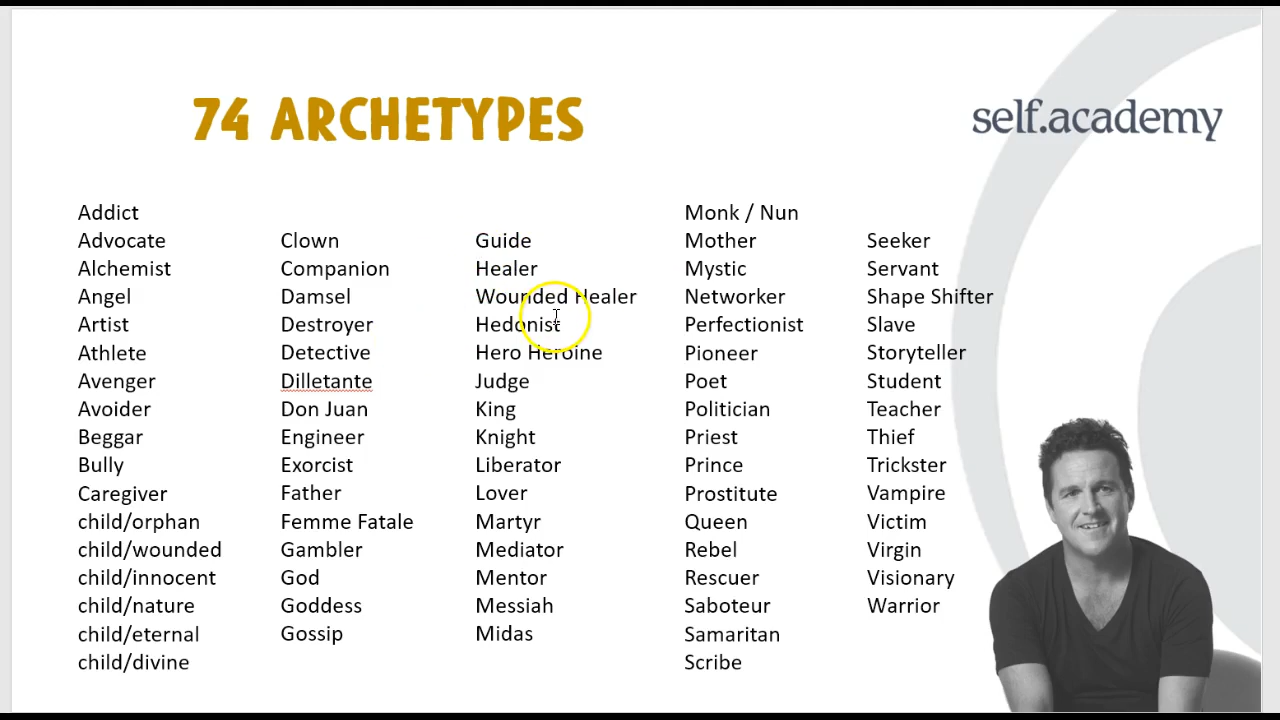 74 ARCHETYPES
self.academy
Addict
Advocate
Alchemist
Angel
Artist
Athlete
Avenger
Avoider
Beggar
Bully
Caregiver
child/orphan
child/wounded
child/innocent
child/nature
child/eternal
child/divine
Clown
Companion
Damsel
Destroyer
Detective
Dilletante
Don Juan
Engineer
Exorcist
Father
Femme Fatale
Gambler
God
Goddess
Gossip
Guide
Healer
Wounded Healer
Hedonist
Hero Heroine
Judge
King
Knight
Liberator
Lover
Martyr
Mediator
Mentor
Messiah
Midas
Monk / Nun
Mother
Mystic
Networker
Perfectionist
Pioneer
Poet
Politician
Priest
Prince
Prostitute
Queen
Rebel
Rescuer
Saboteur
Samaritan
Scribe
Seeker
Servant
Shape Shifter
Slave
Storyteller
Student
Teacher
Thief
Trickster
Vampire
Victim
Virgin
Visionary
Warrior